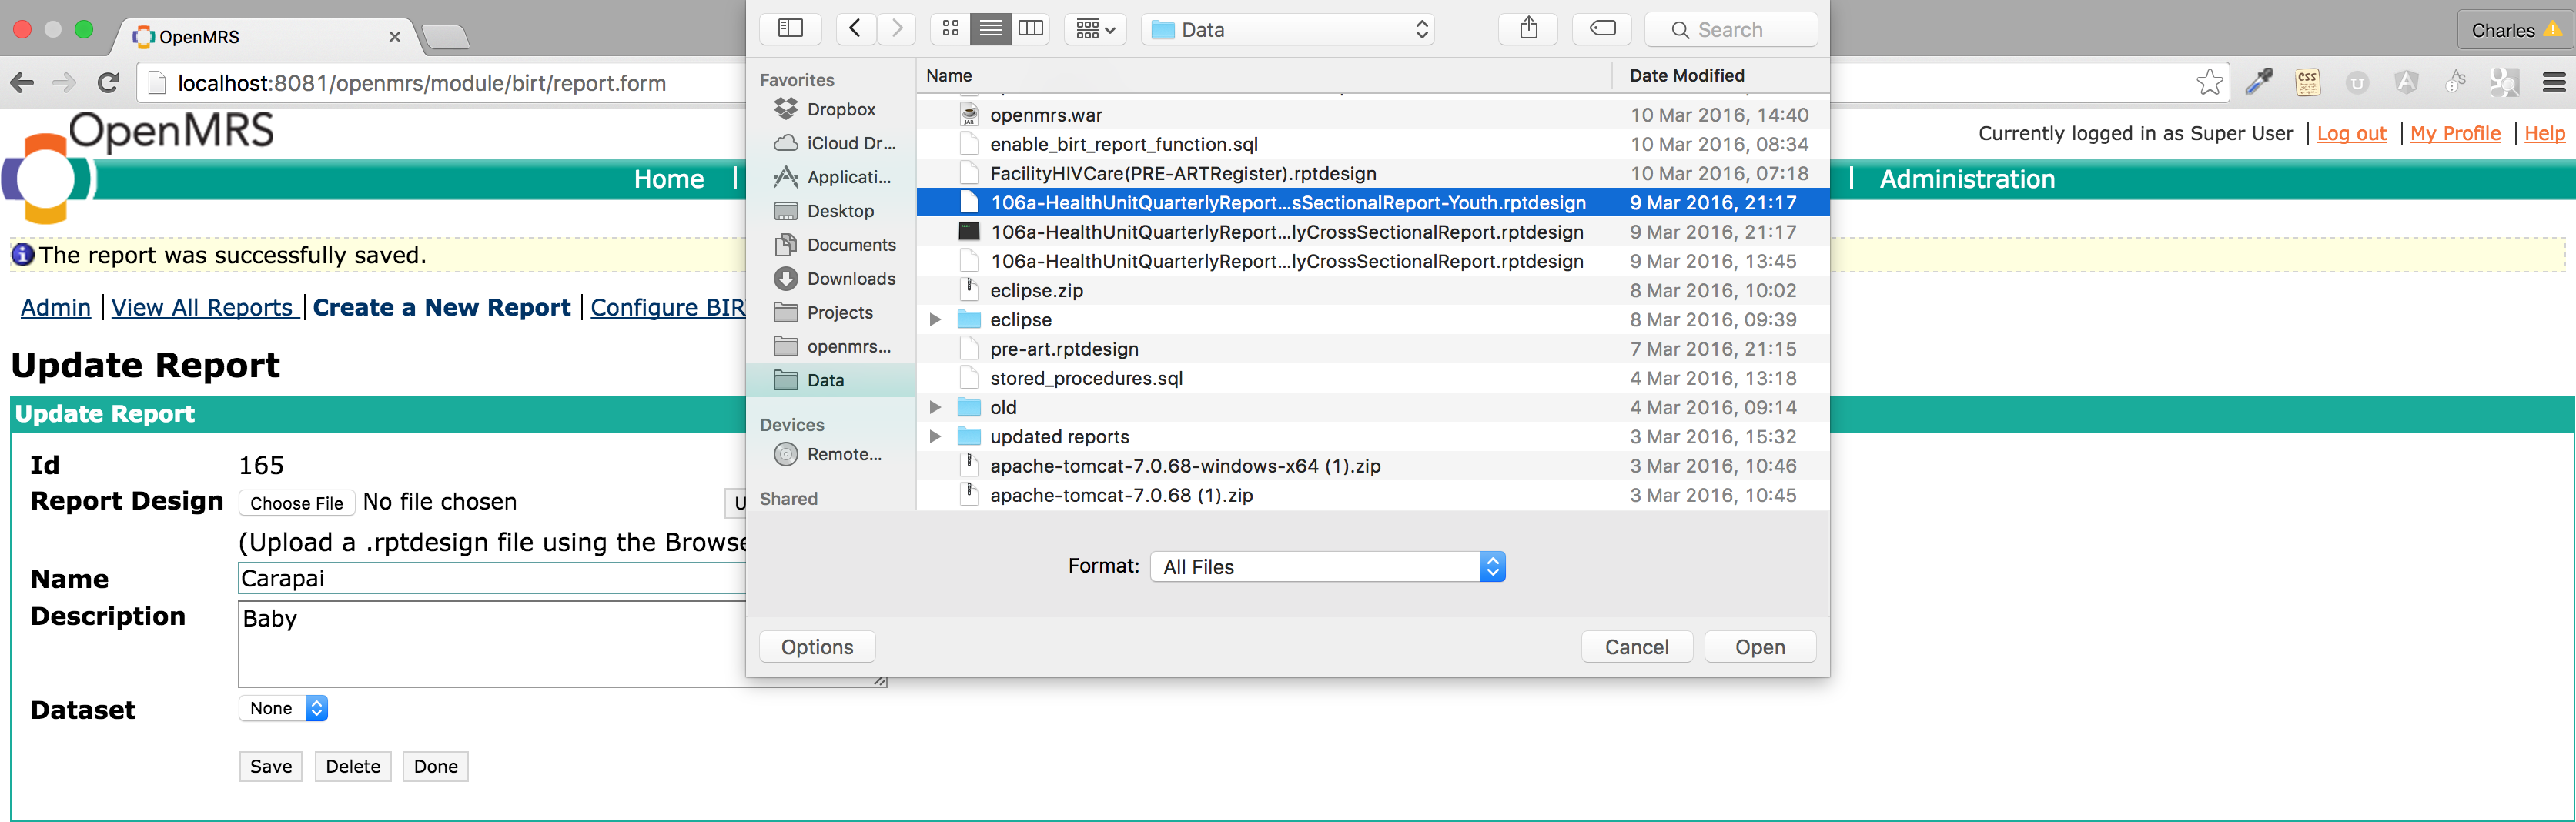 OpenMRS
Charles
localhost:8081/openmrs/module/birt/report.form
OpenMRS
Currently logged in as Super User | Log out | My Profile | Help
Home |
| Administration
The report was successfully saved.
Admin | View All Reports | Create a New Report | Configure BIR
Update Report
Update Report
Id 165
Report Design Choose File No file chosen U
(Upload a .rptdesign file using the Browse
Name Carapai
Description Baby
Dataset None
Save Delete Done
Data
Search
Favorites
Dropbox
iCloud Dr...
Applicati...
Desktop
Documents
Downloads
Projects
openmrs...
Data
Devices
Remote...
Shared
Name Date Modified
openmrs.war 10 Mar 2016, 14:40
enable_birt_report_function.sql 10 Mar 2016, 08:34
FacilityHIVCare(PRE-ARTRegister).rptdesign 10 Mar 2016, 07:18
106a-HealthUnitQuarterlyReport...sSectionalReport-Youth.rptdesign 9 Mar 2016, 21:17
106a-HealthUnitQuarterlyReport...lyCrossSectionalReport.rptdesign 9 Mar 2016, 21:17
106a-HealthUnitQuarterlyReport...lyCrossSectionalReport.rptdesign 9 Mar 2016, 13:45
eclipse.zip 8 Mar 2016, 10:02
eclipse 8 Mar 2016, 09:39
pre-art.rptdesign 7 Mar 2016, 21:15
stored_procedures.sql 4 Mar 2016, 13:18
old 4 Mar 2016, 09:14
updated reports 3 Mar 2016, 15:32
apache-tomcat-7.0.68-windows-x64 (1).zip 3 Mar 2016, 10:46
apache-tomcat-7.0.68 (1).zip 3 Mar 2016, 10:45
Format: All Files
Options Cancel Open